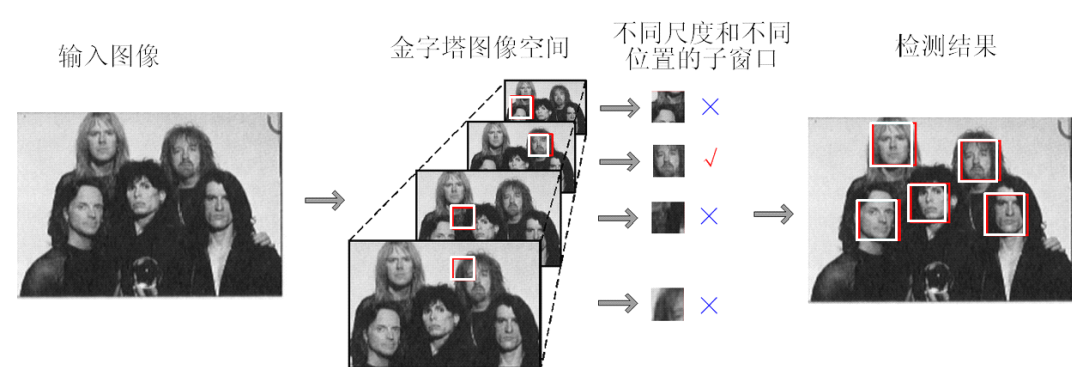 输入图像
金字塔图像空间
不同尺度和不同
位置的子窗口
检测结果